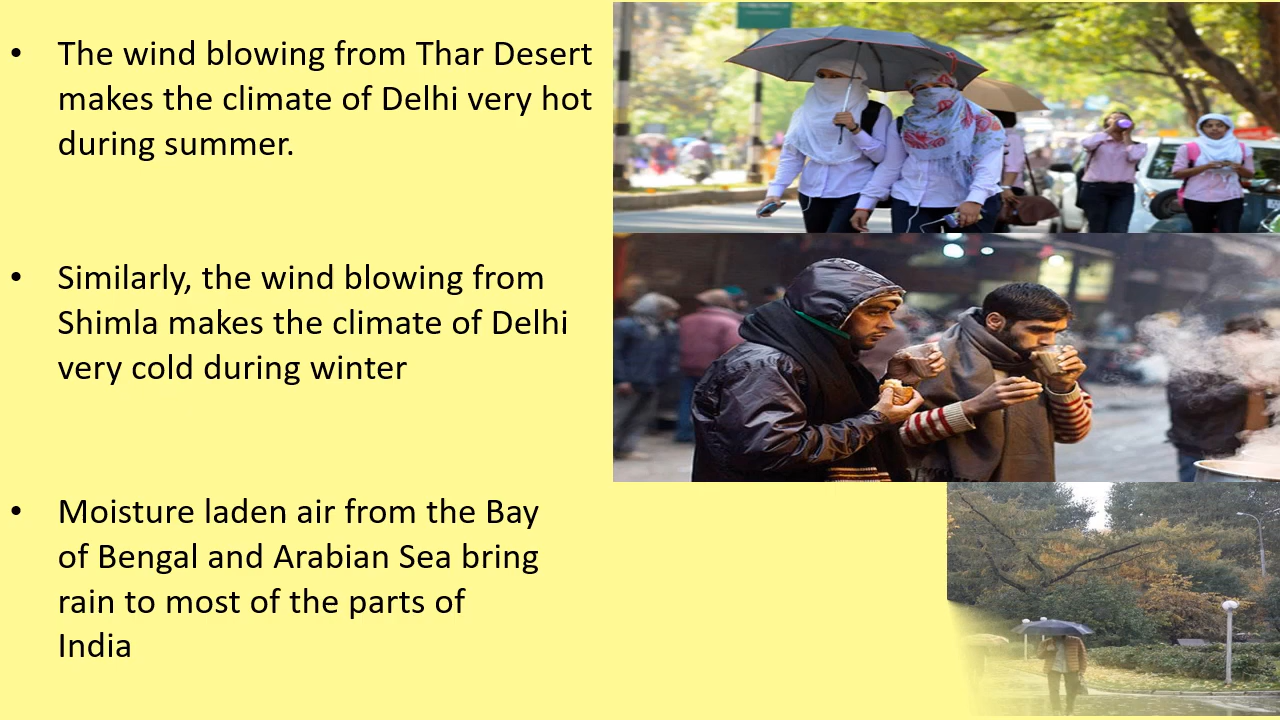 • The wind blowing from Thar Desert
makes the climate of Delhi very hot
during summer.
• Similarly, the wind blowing from
Shimla makes the climate of Delhi
very cold during winter
• Moisture laden air from the Bay
of Bengal and Arabian Sea bring
rain to most of the parts of
India